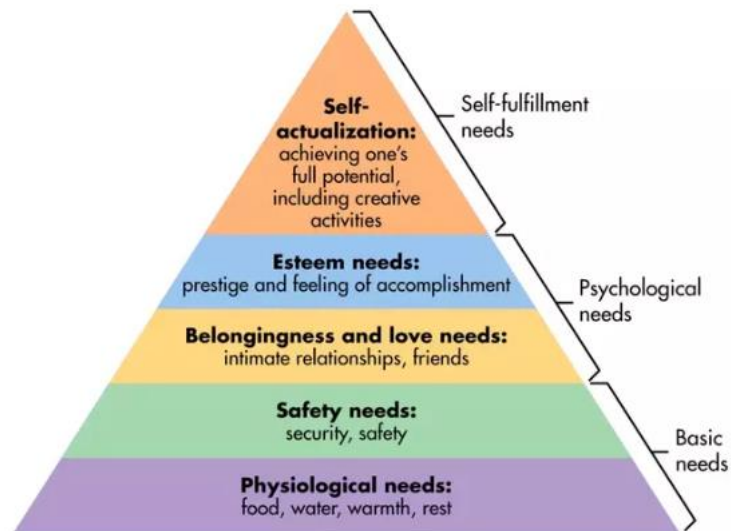 Self-
actualization:
achieving one's
full potential,
including creative
activities
Self-fulfillment
needs
Esteem needs:
prestige and feeling of accomplishment
Belongingness and love needs:
intimate relationships, friends
Psychological
needs
Safety needs:
security, safety
Physiological needs:
food, water, warmth, rest
Basic
needs